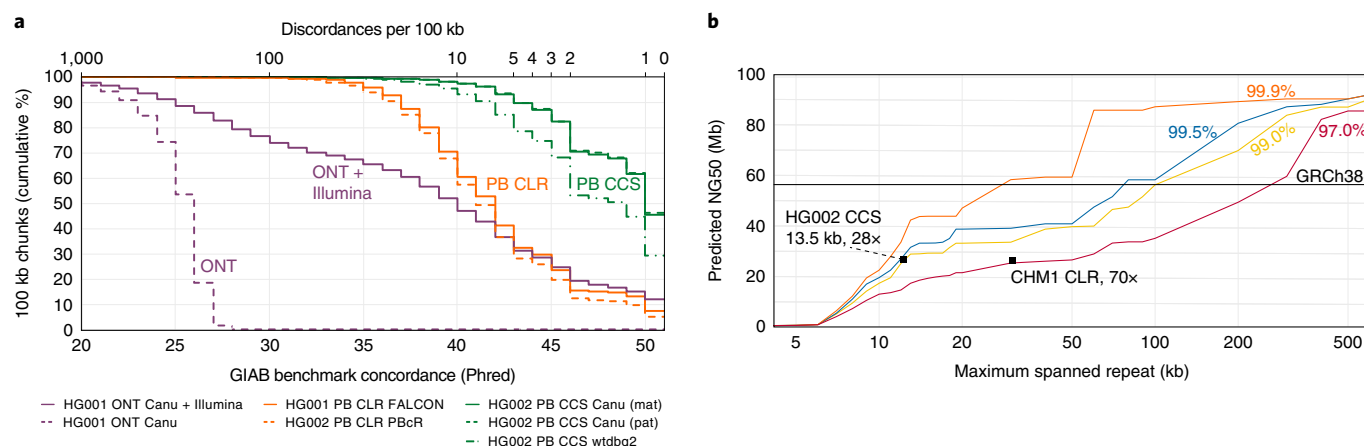 a
Discordances per 100 kb
1,000 100 10 5 4 3 2 1 0
100
90
80
70
60
50
40
30
20
10
0
100 kb chunks (cumulative %)
ONT +
Illumina
PB CLR
PB CCS
ONT
20 25 30 35 40 45 50
GIAB benchmark concordance (Phred)
HG001 ONT Canu + Illumina
HG001 ONT Canu
HG001 PB CLR FALCON
HG002 PB CLR PBcR
HG002 PB CCS Canu (mat)
HG002 PB CCS Canu (pat)
HG002 PB CCS wtdbg2
b
100
80
60
40
20
0
Predicted NG50 (Mb)
99.9%
99.5%
99.0%
97.0%
GRCh38
HG002 CCS
13.5 kb, 28×
CHM1 CLR, 70×
5 10 20 50 100 200 500
Maximum spanned repeat (kb)